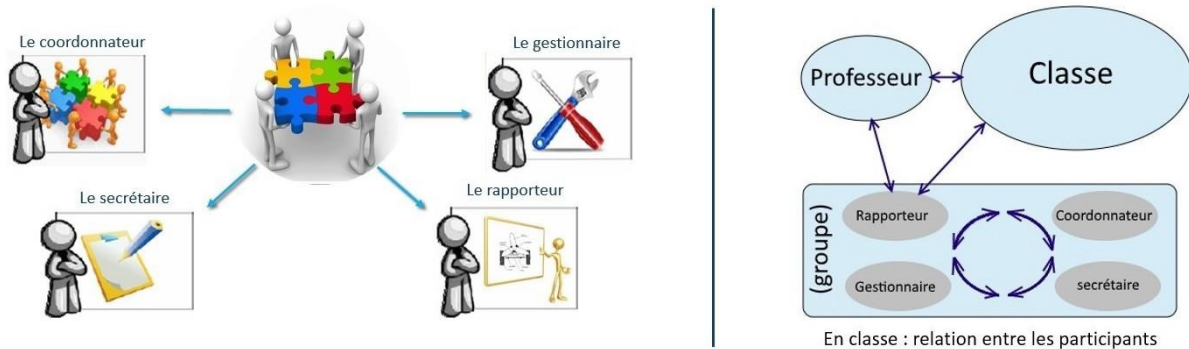 Le coordonnateur
Le gestionnaire
Le secrétaire
Le rapporteur
Professeur
Classe
(groupe)
Rapporteur
Coordonnateur
Gestionnaire
secrétaire
En classe : relation entre les participants